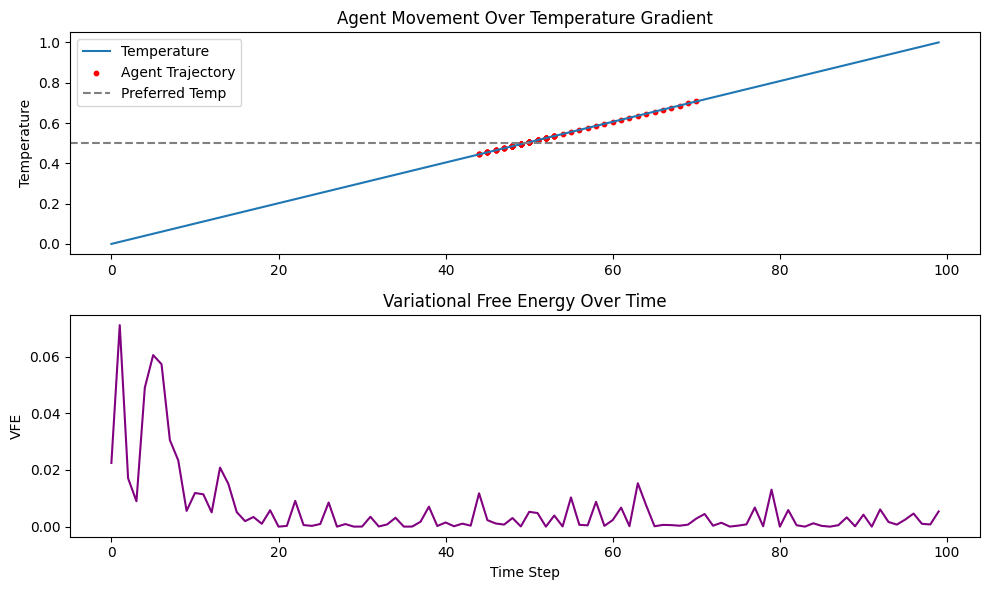 Agent Movement Over Temperature Gradient
Temperature
Agent Trajectory
Preferred Temp
Temperature
1.0
0.8
0.6
0.4
0.2
0.0
0 20 40 60 80 100
Variational Free Energy Over Time
VFE
0.06
0.04
0.02
0.00
0 20 40 60 80 100
Time Step